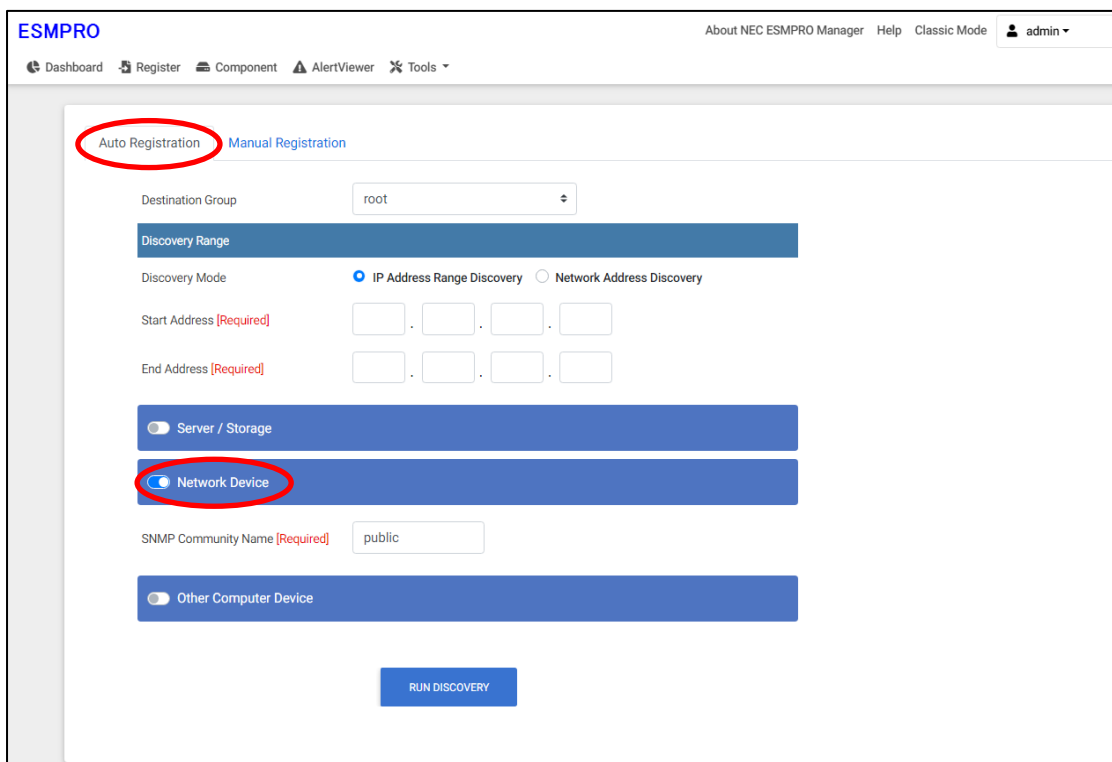 ESMPRO
About NEC ESMPRO Manager Help Classic Mode admin
Dashboard Register Component AlertViewer Tools
Auto Registration Manual Registration
Destination Group root
Discovery Range
Discovery Mode IP Address Range Discovery Network Address Discovery
Start Address [Required] . . .
End Address [Required] . . .
Server / Storage
Network Device
SNMP Community Name [Required] public
Other Computer Device
RUN DISCOVERY